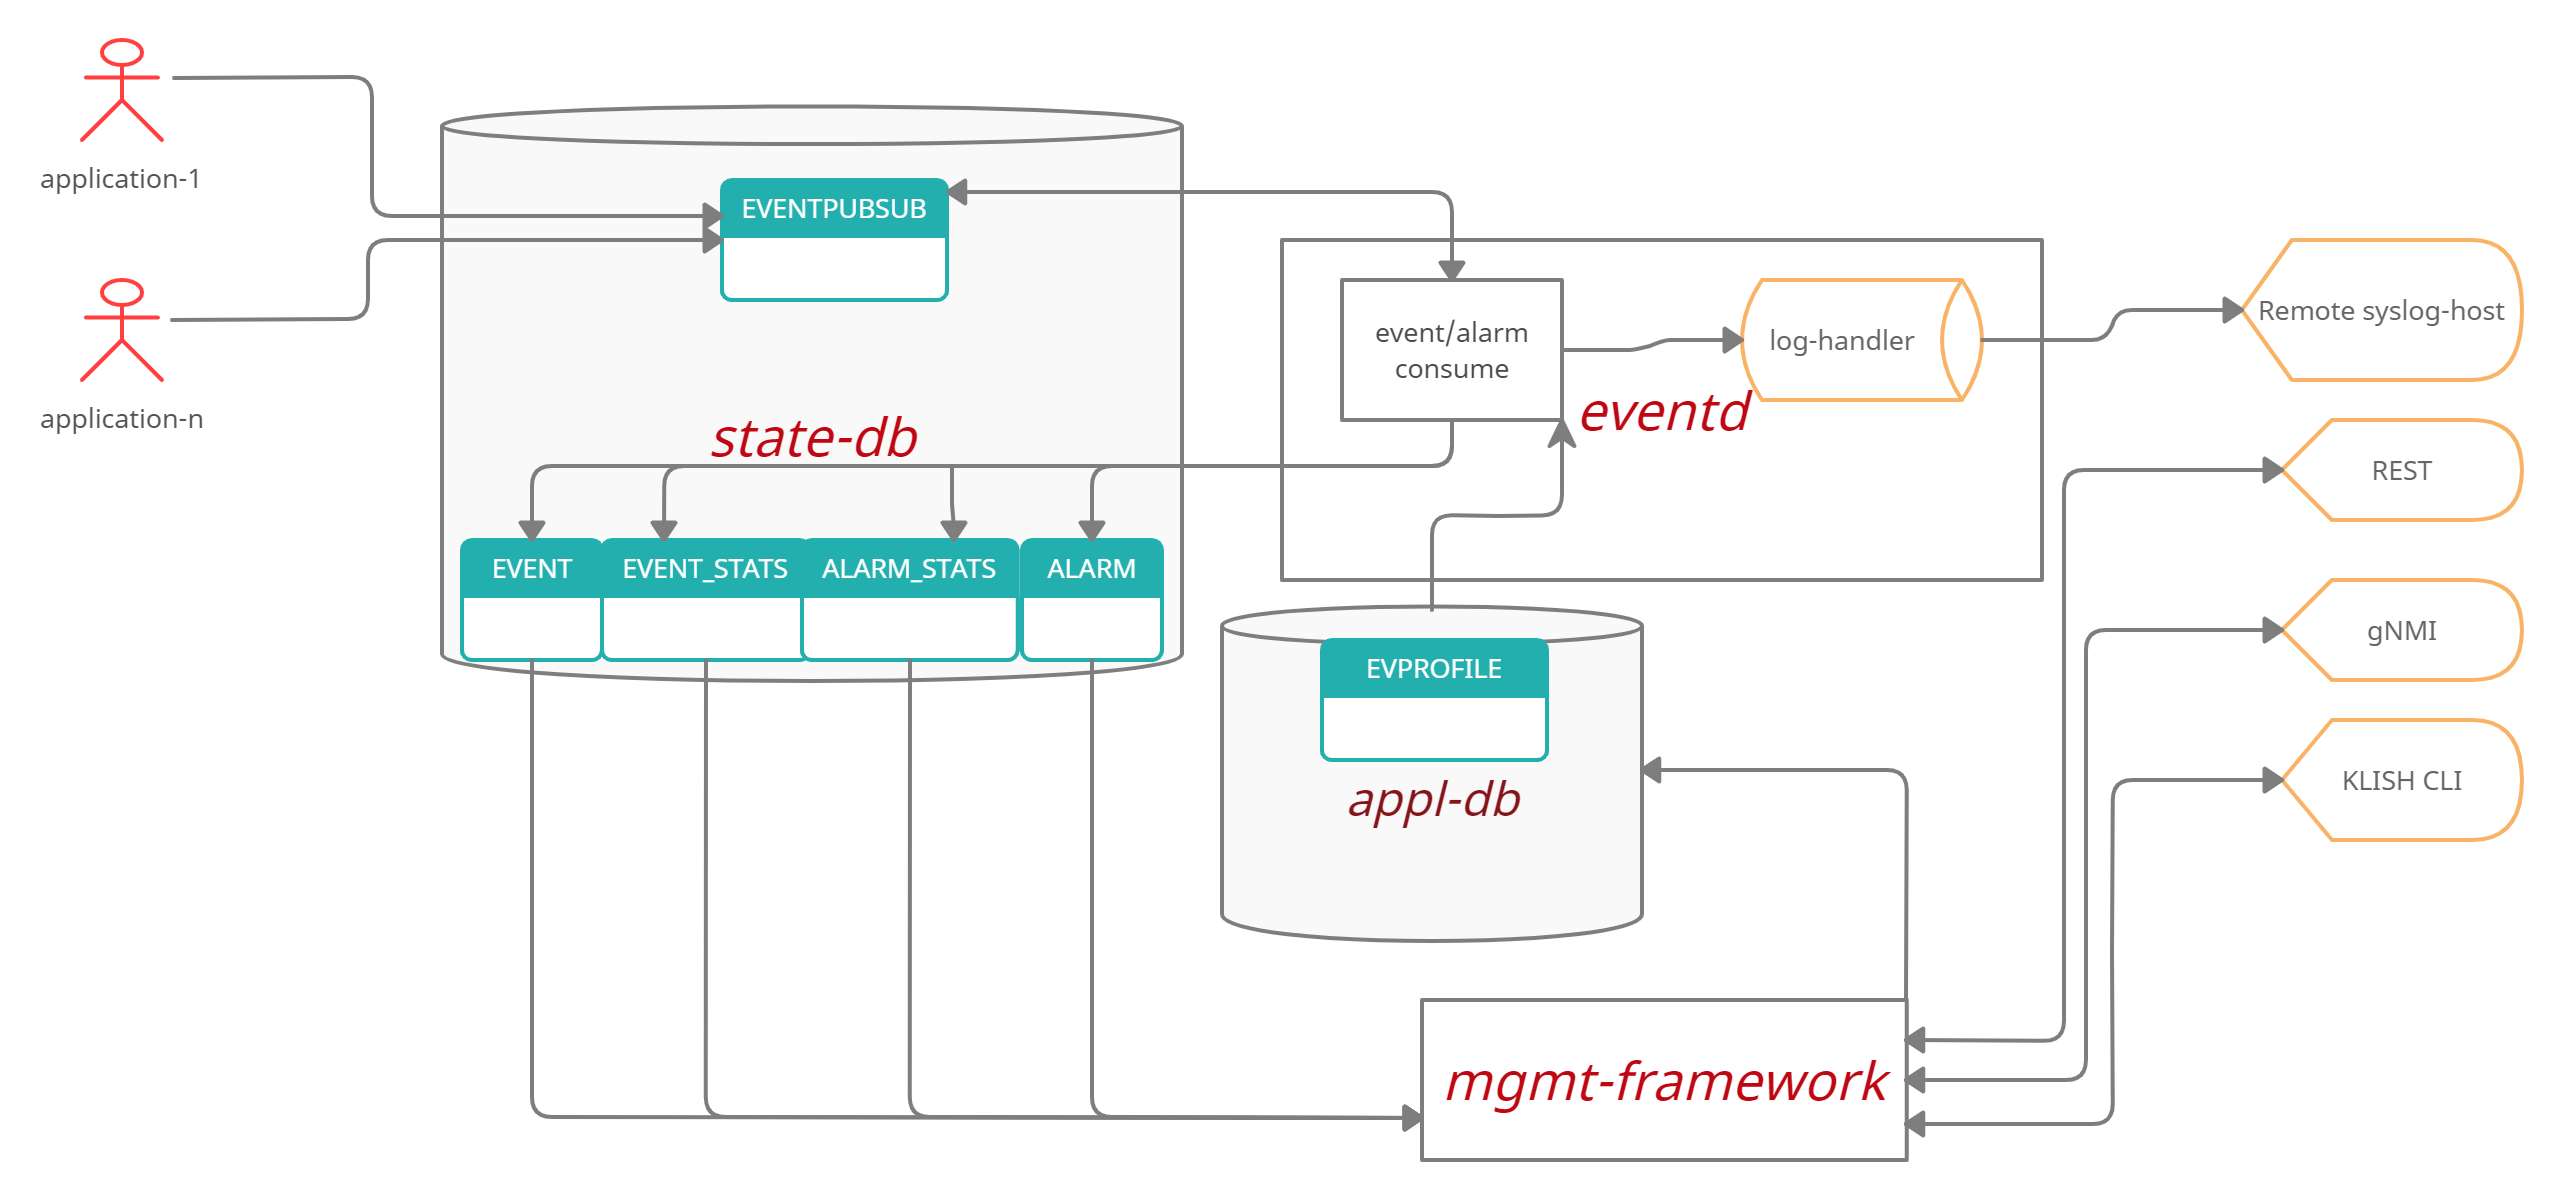 application-1
application-n
EVENTPUBSUB
state-db
EVENT
EVENT_STATS
ALARM_STATS
ALARM
event/alarm
consume
log-handler
eventd
EVPROFILE
appl-db
mgmt-framework
Remote syslog-host
REST
gNMI
KLISH CLI